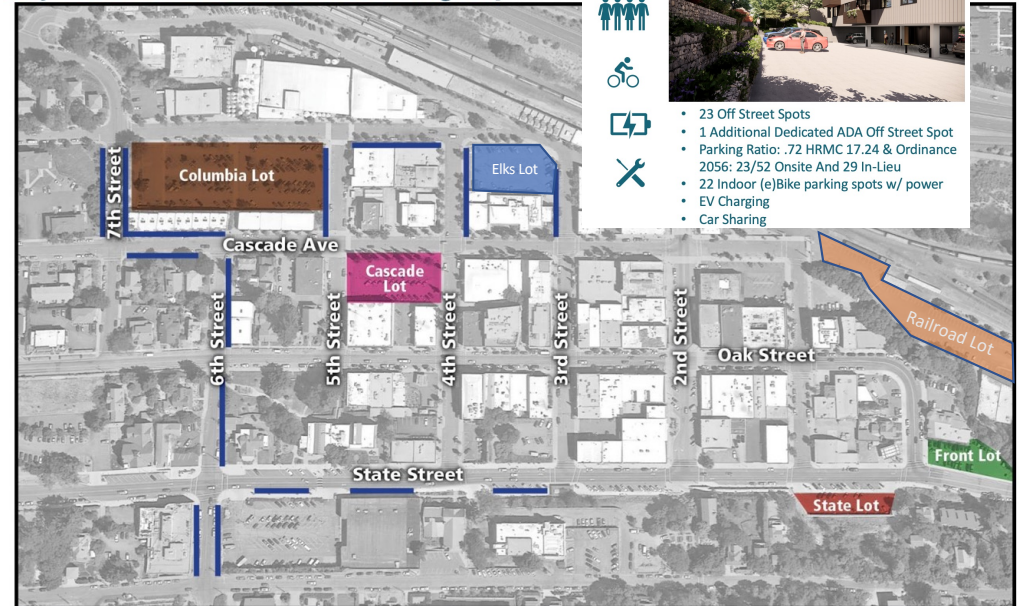 • 23 Off Street Spots
• 1 Additional Dedicated ADA Off Street Spot
• Parking Ratio: .72 HRMC 17.24 & Ordinance
2056: 23/52 Onsite And 29 In-Lieu
• 22 Indoor (e)Bike parking spots w/ power
• EV Charging
• Car Sharing
7th Street
Columbia Lot
Elks Lot
Cascade Ave
Cascade
Lot
6th Street
5th Street
4th Street
3rd Street
2nd Street
Oak Street
Railroad Lot
State Street
Front Lot
State Lot